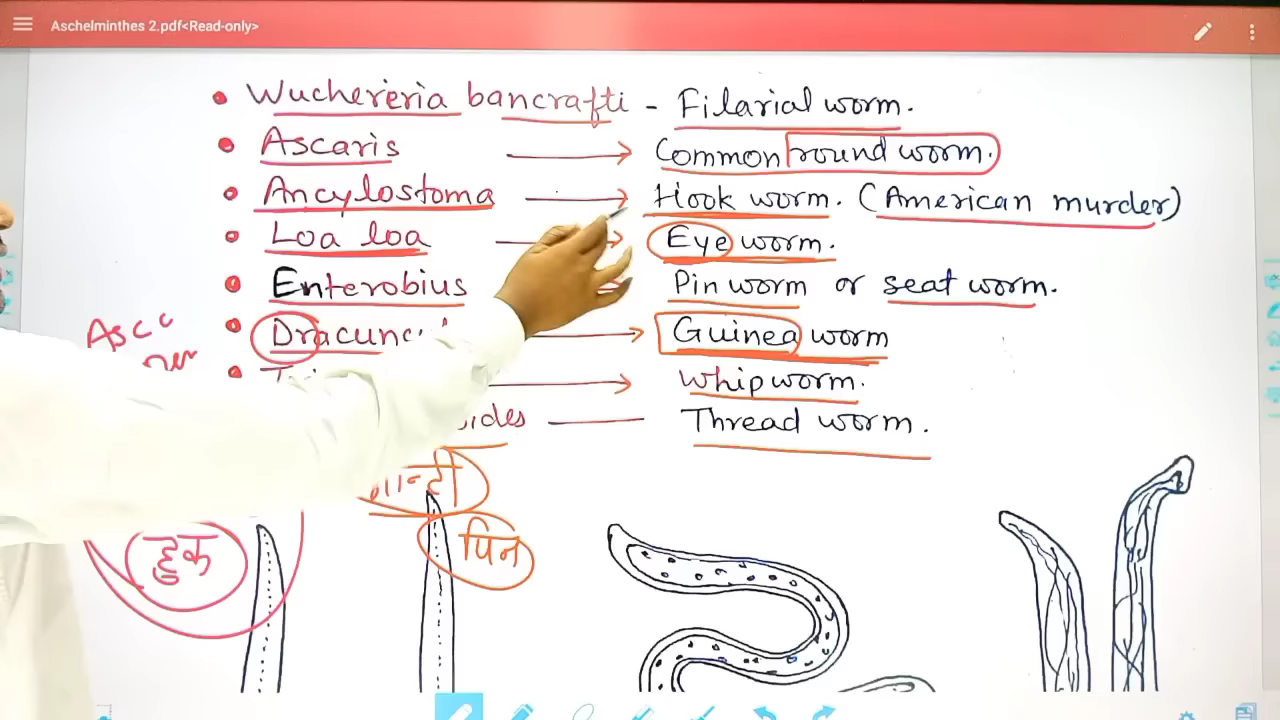 Aschelminthes 2.pdf<Read-only>
Wuchereria bancrafti - Filarial worm.
Ascaris → Common round worm.
Ancylostoma → Hook worm. (American murder)
Loa loa → Eye worm.
Enterobius Pin worm or seat worm.
Guinea worm
→ whip worm.
Thread worm.
हुक
पिन